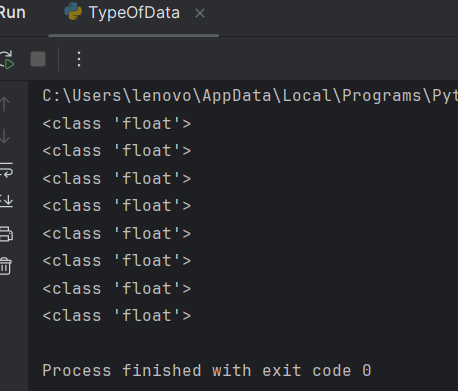 Run TypeOfData
C:\Users\lenovo\AppData\Local\Programs\Pyt
<class 'float'>
<class 'float'>
<class 'float'>
<class 'float'>
<class 'float'>
<class 'float'>
<class 'float'>
<class 'float'>
Process finished with exit code 0